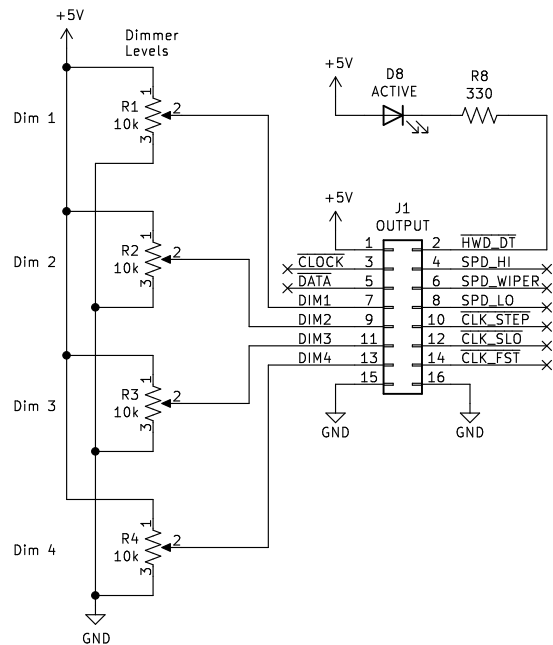 +5V
Dimmer
Levels
Dim 1
R1
10k
1
2
3
Dim 2
R2
10k
1
2
3
Dim 3
R3
10k
1
2
3
Dim 4
R4
10k
1
2
3
GND
+5V
D8
ACTIVE
R8
330
+5V
J1
OUTPUT
1 2 HWD_DT
CLOCK 3 4 SPD_HI
DATA 5 6 SPD_WIPER
DIM1 7 8 SPD_LO
DIM2 9 10 CLK_STEP
DIM3 11 12 CLK_SLO
DIM4 13 14 CLK_FST
15 16
GND
GND